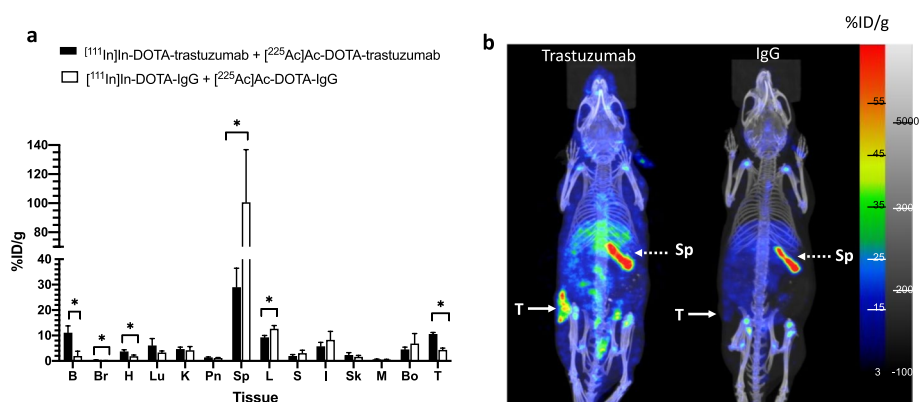 a
[¹¹¹In]In-DOTA-trastuzumab + [²²⁵Ac]Ac-DOTA-trastuzumab
[¹¹¹In]In-DOTA-IgG + [²²⁵Ac]Ac-DOTA-IgG
%ID/g
140
120
100
80
60
40
30
20
10
0
*
*
*
*
*
*
B Br H Lu K Pn Sp L S I Sk M Bo T
Tissue
b
%ID/g
Trastuzumab
IgG
Sp
T
T
55
45
35
25
15
3
5000
300
200
-100